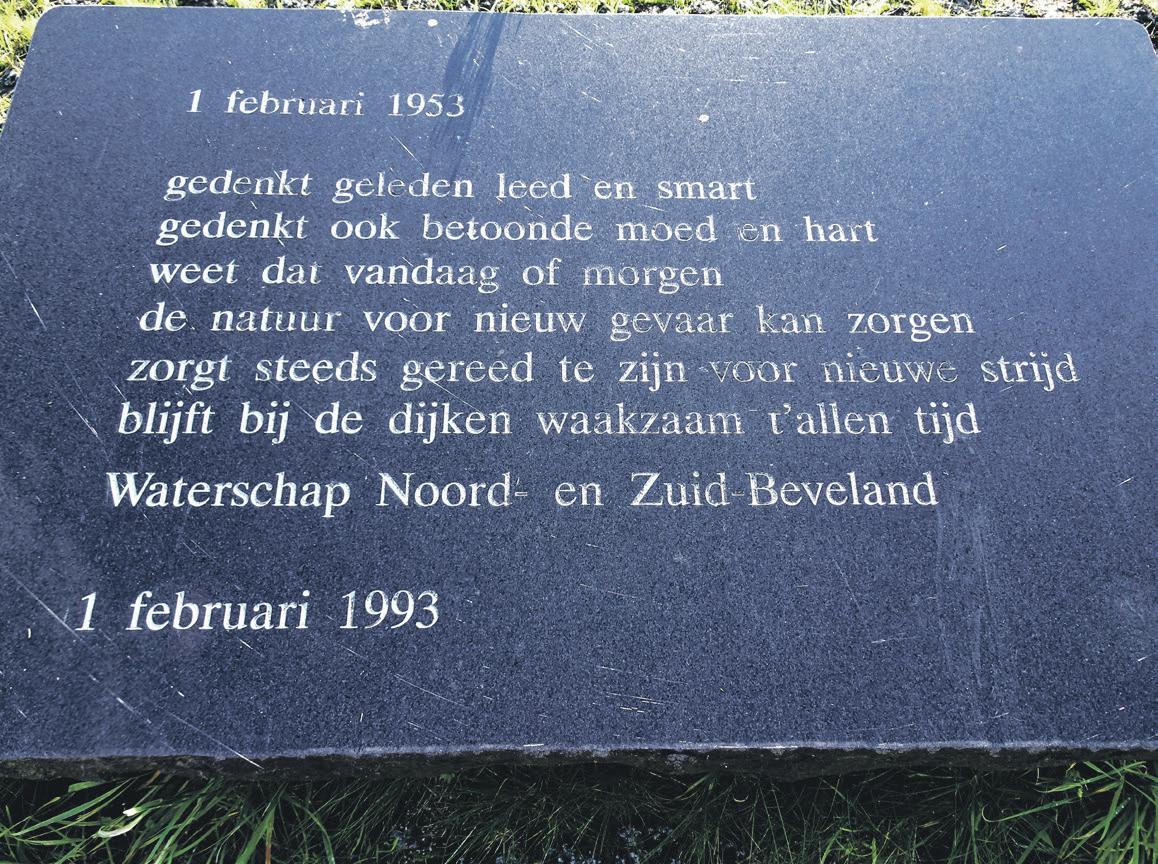 1 februari 1953
gedenkt geleden leed en smart
gedenkt ook betoonde moed en hart
weet dat vandaag of morgen
de natuur voor nieuw gevaar kan zorgen
zorgt steeds gereed te zijn voor nieuwe strijd
blijft bij de dijken waakzaam t'allen tijd
Waterschap Noord- en Zuid-Beveland
1 februari 1993